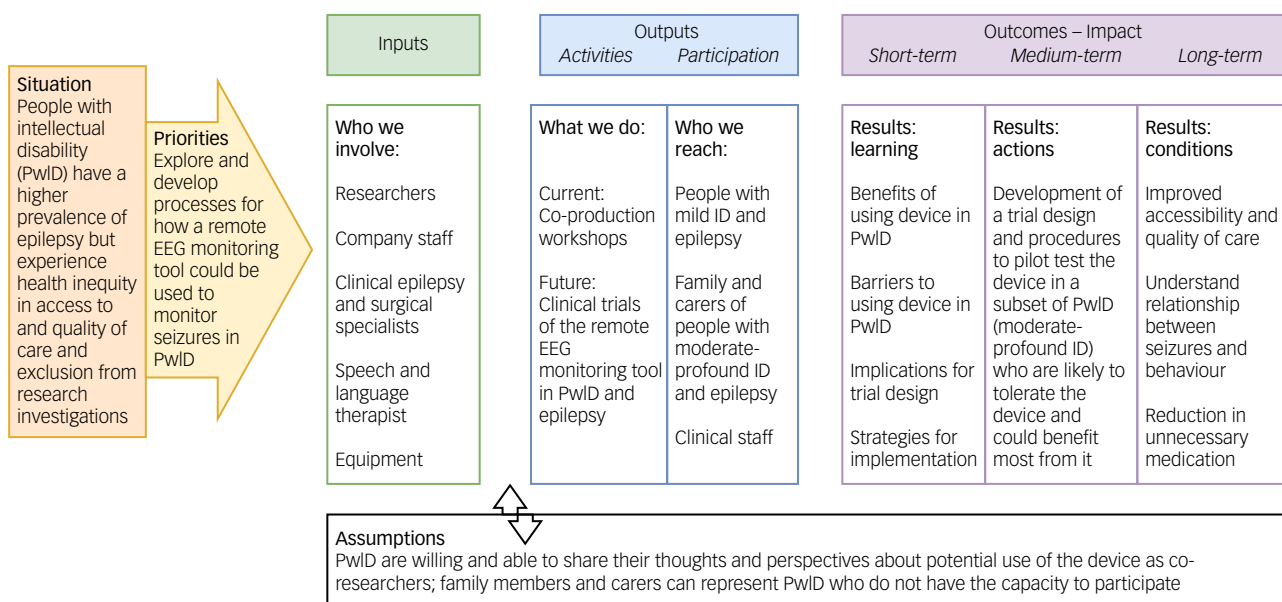 Situation
People with
intellectual
disability
(PwID) have a
higher
prevalence of
epilepsy but
experience
health inequity
in access to
and quality of
care and
exclusion from
research
investigations
Priorities
Explore and
develop
processes for
how a remote
EEG monitoring
tool could be
used to
monitor
seizures in
PwID
Inputs
Who we
involve:
Researchers
Company staff
Clinical epilepsy
and surgical
specialists
Speech and
language
therapist
Equipment
Outputs
Activities
Participation
What we do:
Current:
Co-production
workshops
Future:
Clinical trials
of the remote
EEG
monitoring tool
in PwID and
epilepsy
Who we
reach:
People with
mild ID and
epilepsy
Family and
carers of
people with
moderate-
profound ID
and epilepsy
Clinical staff
Outcomes – Impact
Short-term
Medium-term
Long-term
Results:
learning
Benefits of
using device in
PwID
Barriers to
using device in
PwID
Implications for
trial design
Strategies for
implementation
Results:
actions
Development of
a trial design
and procedures
to pilot test the
device in a
subset of PwID
(moderate-
profound ID)
who are likely to
tolerate the
device and
could benefit
most from it
Results:
conditions
Improved
accessibility and
quality of care
Understand
relationship
between
seizures and
behaviour
Reduction in
unnecessary
medication
Assumptions
PwID are willing and able to share their thoughts and perspectives about potential use of the device as co-
researchers; family members and carers can represent PwID who do not have the capacity to participate